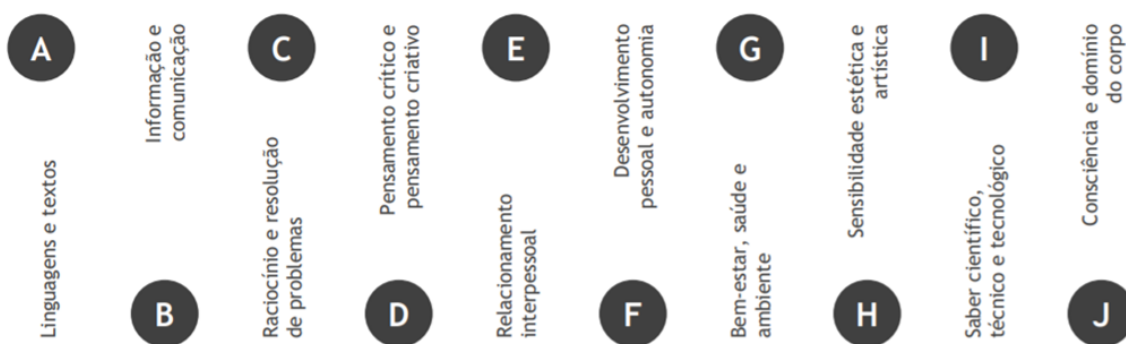 A
Linguagens e textos
B
Informação e
comunicação
C
Raciocínio e resolução
de problemas
D
Pensamento crítico e
pensamento criativo
E
Relacionamento
interpessoal
F
Desenvolvimento
pessoal e autonomia
G
Bem-estar, saúde e
ambiente
H
Sensibilidade estética e
artística
I
Saber científico,
técnico e tecnológico
J
Consciência e domínio
do corpo